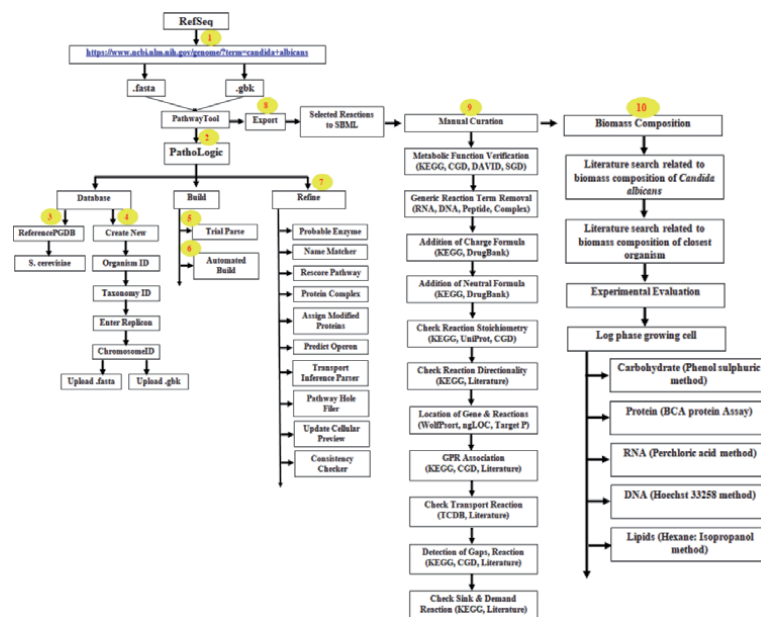 RefSeq
1
https://www.ncbi.nlm.nih.gov/genome/?term=candida+albicans
.fasta
.gbk
8
PathwayTool
Export
Selected Reactions
to SBML
2
PathoLogic
7
Database
Build
Refine
3
4
ReferencePGDB
Create New
S. cerevisine
Organism ID
Taxonomy ID
Enter Replicon
ChromosomeID
Upload .fasta
Upload .gbk
5
Trial Parse
6
Automated
Build
Probable Enzyme
Name Matcher
Rescore Pathway
Protein Complex
Assign Modified
Proteins
Predict Operon
Transport
Inference Parser
Pathway Hole
Filer
Update Cellular
Preview
Consistency
Checker
9
Manual Curation
Metabolic Function Verification
(KEGG, CGD, DAVID, SGD)
Generic Reaction Term Removal
(RNA, DNA, Peptide, Complex)
Addition of Charge Formula
(KEGG, DrugBank)
Addition of Neutral Formula
(KEGG, DrugBank)
Check Reaction Stoichiometry
(KEGG, UniProt, CGD)
Check Reaction Directionality
(KEGG, Literature)
Location of Gene & Reactions
(WolfPsort, ngLOC, Target P)
GPR Association
(KEGG, CGD, Literature)
Check Transport Reaction
(TCDB, Literature)
Detection of Gaps, Reaction
(KEGG, CGD, Literature)
Check Sink & Demand
Reaction (KEGG, Literature)
10
Biomass Composition
Literature search related to
biomass composition of Candida
albicans
Literature search related to
biomass composition of closest
organism
Experimental Evaluation
Log phase growing cell
Carbohydrate (Phenol sulphuric
method)
Protein (BCA protein Assay)
RNA (Perchloric acid method)
DNA (Hoechst 33258 method)
Lipids (Hexane: Isopropanol
method)